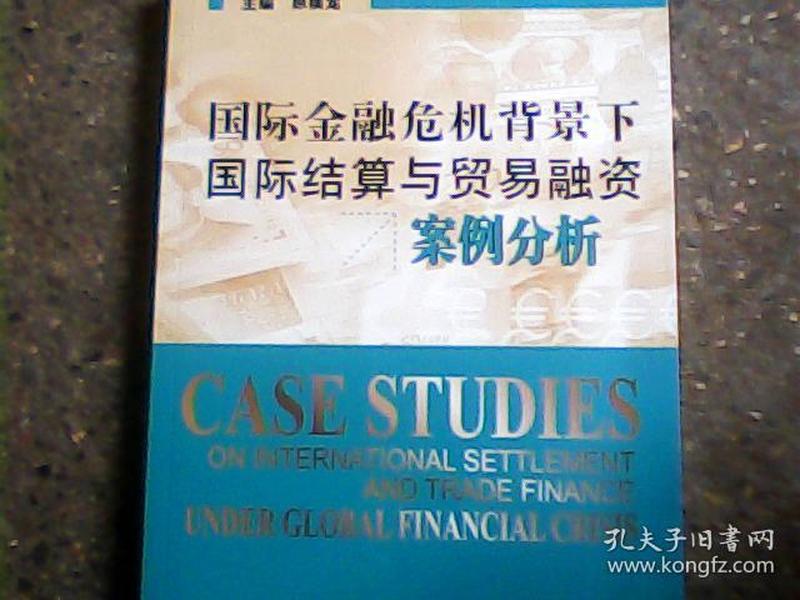 主编
国际金融危机背景下
国际结算与贸易融资
案例分析
CASE STUDIES
ON INTERNATIONAL SETTLEMENT
AND TRADE FINANCE
UNDER GLOBAL FINANCIAL CRISIS
孔夫子旧书网
www.kongfz.com